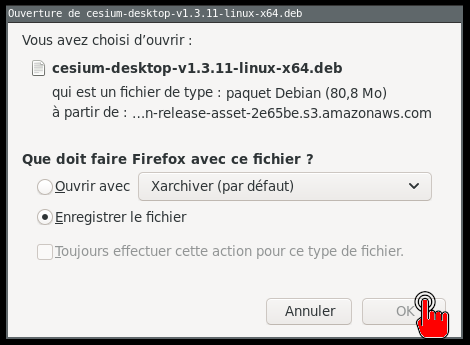 Ouverture de cesium-desktop-v1.3.11-linux-x64.deb
Vous avez choisi d’ouvrir :
cesium-desktop-v1.3.11-linux-x64.deb
qui est un fichier de type : paquet Debian (80,8 Mo)
à partir de : …n-release-asset-2e65be.s3.amazonaws.com
Que doit faire Firefox avec ce fichier ?
Ouvrir avec Xarchiver (par défaut)
Enregistrer le fichier
Toujours effectuer cette action pour ce type de fichier.
Annuler OK